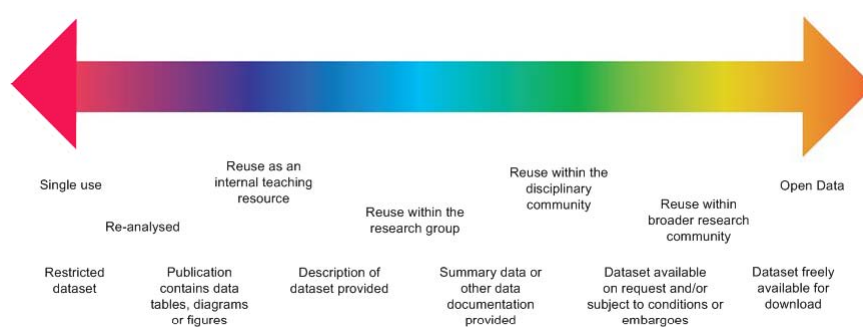 Single use
Re-analysed
Reuse as an
internal teaching
resource
Reuse within the
research group
Reuse within the
disciplinary
community
Reuse within
broader research
community
Open Data
Restricted
dataset
Publication
contains data
tables, diagrams
or figures
Description of
dataset provided
Summary data or
other data
documentation
provided
Dataset available
on request and/or
subject to conditions or
embargoes
Dataset freely
available for
download